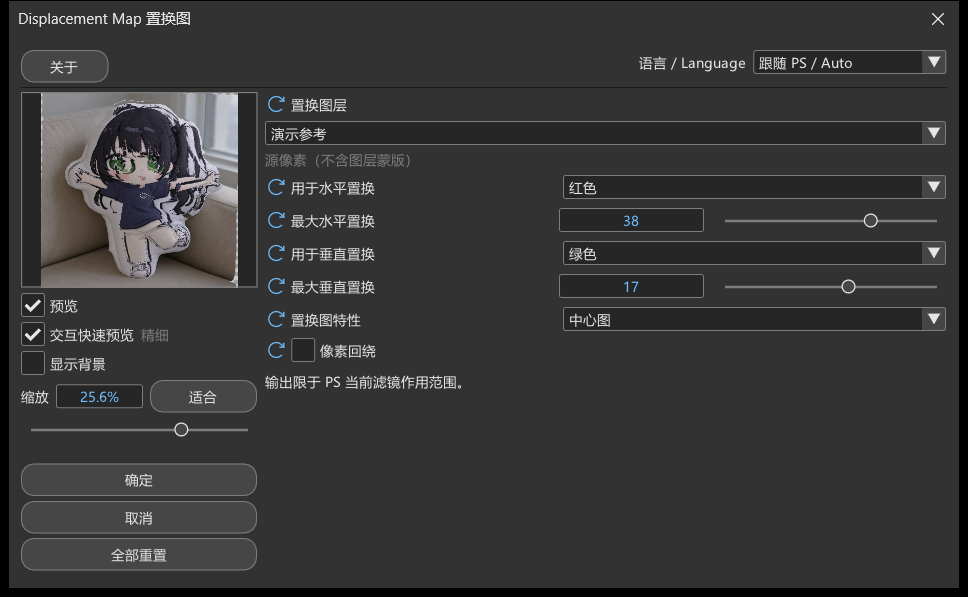 Displacement Map 置换图
关于
语言 / Language 跟随 PS / Auto
置换图层
演示参考
源像素（不含图层蒙版）
用于水平置换 红色
最大水平置换 38
用于垂直置换 绿色
最大垂直置换 17
置换图特性 中心图
像素回绕
输出限于 PS 当前滤镜作用范围。
预览
交互快速预览 精细
显示背景
缩放 25.6% 适合
确定
取消
全部重置